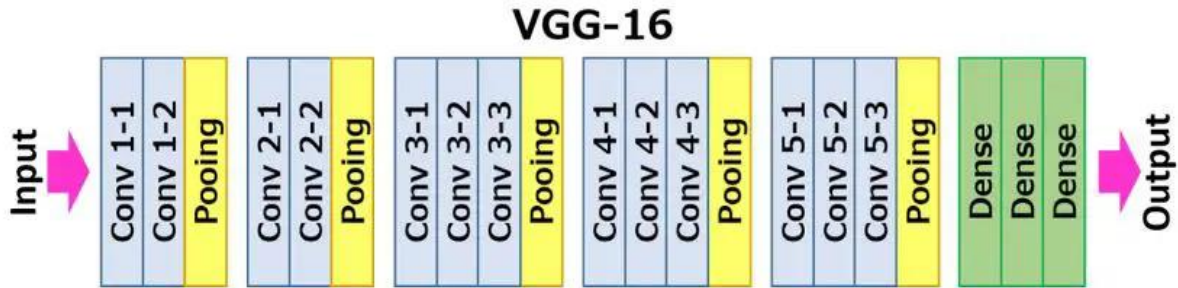 VGG-16
Input
Conv 1-1
Conv 1-2
Pooing
Conv 2-1
Conv 2-2
Pooing
Conv 3-1
Conv 3-2
Conv 3-3
Pooing
Conv 4-1
Conv 4-2
Conv 4-3
Pooing
Conv 5-1
Conv 5-2
Conv 5-3
Pooing
Dense
Dense
Dense
Output